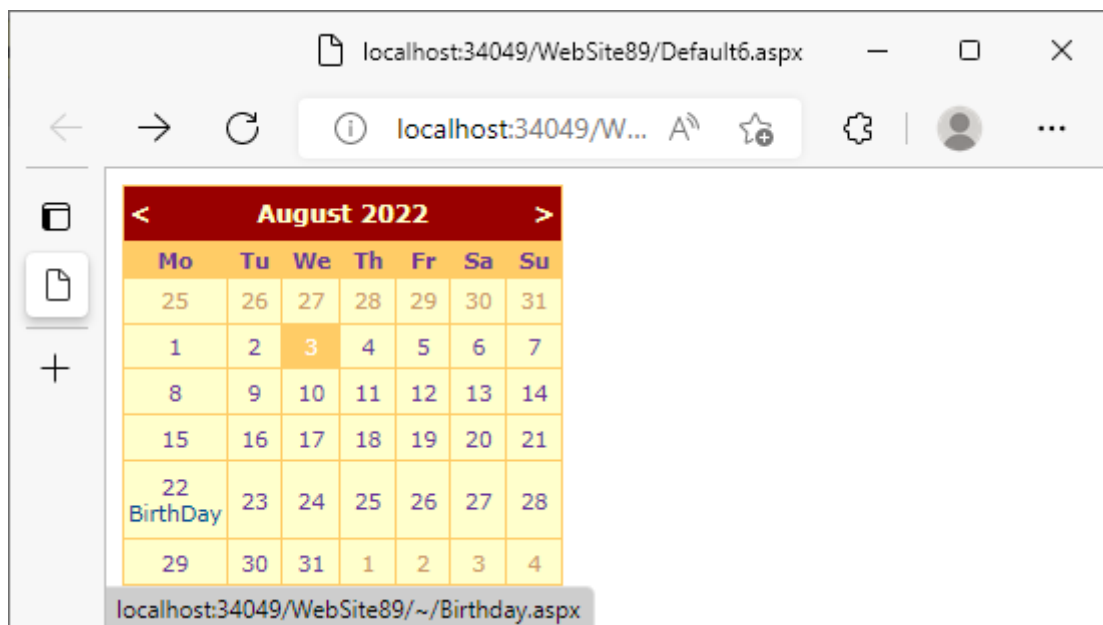 localhost:34049/WebSite89/Default6.aspx
localhost:34049/W... A
< August 2022 >
Mo Tu We Th Fr Sa Su
25 26 27 28 29 30 31
1 2 3 4 5 6 7
8 9 10 11 12 13 14
15 16 17 18 19 20 21
22 23 24 25 26 27 28
BirthDay
29 30 31 1 2 3 4
localhost:34049/WebSite89/~/Birthday.aspx